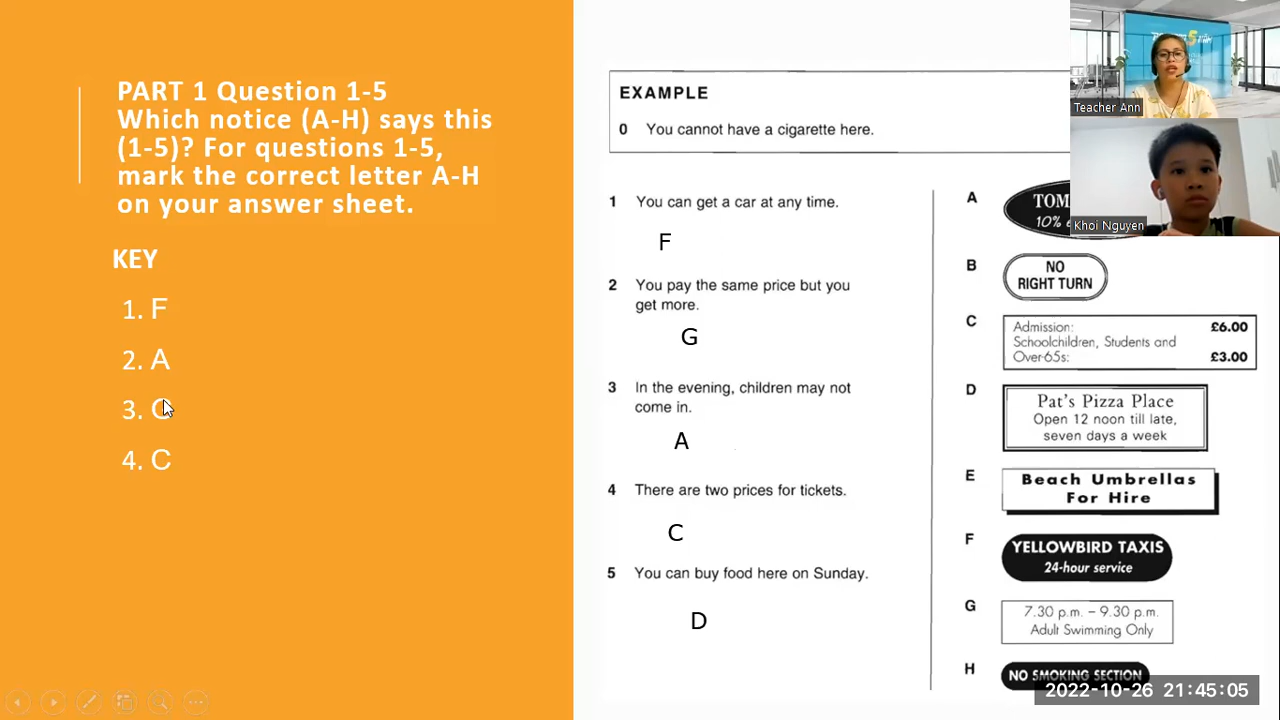 PART 1 Question 1-5
Which notice (A-H) says this
(1-5)? For questions 1-5,
mark the correct letter A-H
on your answer sheet.
KEY
1. F
2. A
3. G
4. C
EXAMPLE
0 You cannot have a cigarette here.
1 You can get a car at any time.
F
2 You pay the same price but you
get more.
G
3 In the evening, children may not
come in.
A
4 There are two prices for tickets.
C
5 You can buy food here on Sunday.
D
A
10%
B
NO
RIGHT TURN
C
Admission: £6.00
Schoolchildren, Students and
Over-65s: £3.00
D
Pat's Pizza Place
Open 12 noon till late,
seven days a week
E
Beach Umbrellas
For Hire
F
YELLOWBIRD TAXIS
24-hour service
G
7.30 p.m. – 9.30 p.m.
Adult Swimming Only
H
NO SMOKING SECTION
Teacher Ann
Khoi Nguyen
2022-10-26 21:45:05